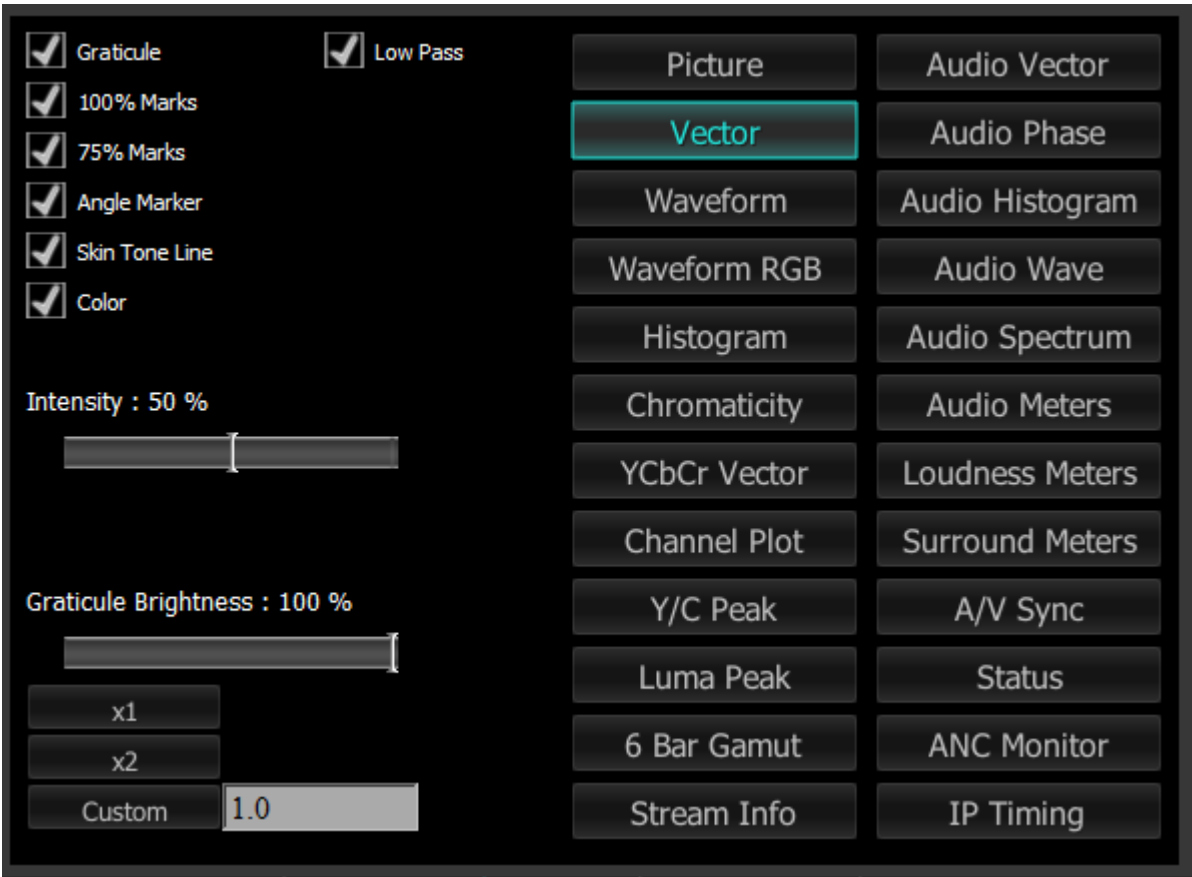 Graticule
Low Pass
100% Marks
75% Marks
Angle Marker
Skin Tone Line
Color
Intensity : 50 %
Graticule Brightness : 100 %
x1
x2
Custom
1.0
Picture
Vector
Waveform
Waveform RGB
Histogram
Chromaticity
YCbCr Vector
Channel Plot
Y/C Peak
Luma Peak
6 Bar Gamut
Stream Info
Audio Vector
Audio Phase
Audio Histogram
Audio Wave
Audio Spectrum
Audio Meters
Loudness Meters
Surround Meters
A/V Sync
Status
ANC Monitor
IP Timing